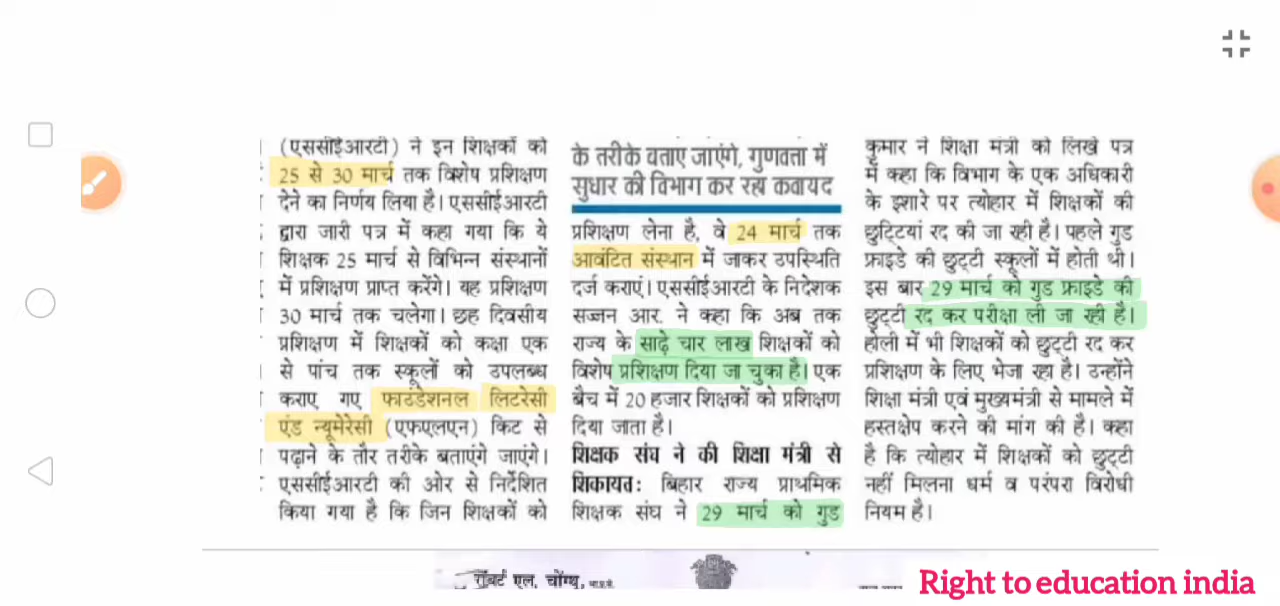 (एससीईआरटी) ने इन शिक्षकों को
25 से 30 मार्च तक विशेष प्रशिक्षण
देने का निर्णय लिया है। एससीईआरटी
द्वारा जारी पत्र में कहा गया कि ये
शिक्षक 25 मार्च से विभिन्न संस्थानों
में प्रशिक्षण प्राप्त करेंगे। यह प्रशिक्षण
30 मार्च तक चलेगा। छह दिवसीय
प्रशिक्षण में शिक्षकों को कक्षा एक
से पांच तक स्कूलों को उपलब्ध
कराए गए फाउंडेशनल लिटरेसी
एंड न्यूमेरेसी (एफएलएन) किट से
पढ़ाने के तौर तरीके बताएंगे जाएंगे।
एससीईआरटी की ओर से निर्देशित
किया गया है कि जिन शिक्षकों को
के तरीके बताए जाएंगे, गुणवत्ता में
सुधार की विभाग कर रहा कवायद
प्रशिक्षण लेना है, वे 24 मार्च तक
आवंटित संस्थान में जाकर उपस्थिति
दर्ज कराएं। एससीईआरटी के निदेशक
सज्जन आर. ने कहा कि अब तक
राज्य के साढ़े चार लाख शिक्षकों को
विशेष प्रशिक्षण दिया जा चुका है। एक
बैच में 20 हजार शिक्षकों को प्रशिक्षण
दिया जाता है।
शिक्षक संघ ने की शिक्षा मंत्री से
शिकायत: बिहार राज्य प्राथमिक
शिक्षक संघ ने 29 मार्च को गुड
कुमार ने शिक्षा मंत्री को लिखे पत्र
में कहा कि विभाग के एक अधिकारी
के इशारे पर त्योहार में शिक्षकों की
छुट्टियां रद की जा रही है। पहले गुड
फ्राइडे की छुट्टी स्कूलों में होती थी।
इस बार 29 मार्च को गुड फ्राइडे की
छुट्टी रद कर परीक्षा ली जा रही है।
होली में भी शिक्षकों को छुट्टी रद कर
प्रशिक्षण के लिए भेजा रहा है। उन्होंने
शिक्षा मंत्री एवं मुख्यमंत्री से मामले में
हस्तक्षेप करने की मांग की है। कहा
है कि त्योहार में शिक्षकों को छुट्टी
नहीं मिलना धर्म व परंपरा विरोधी
नियम है।
रॉबर्ट एल. चोंग्थू, भा.प्र.से.
Right to education india